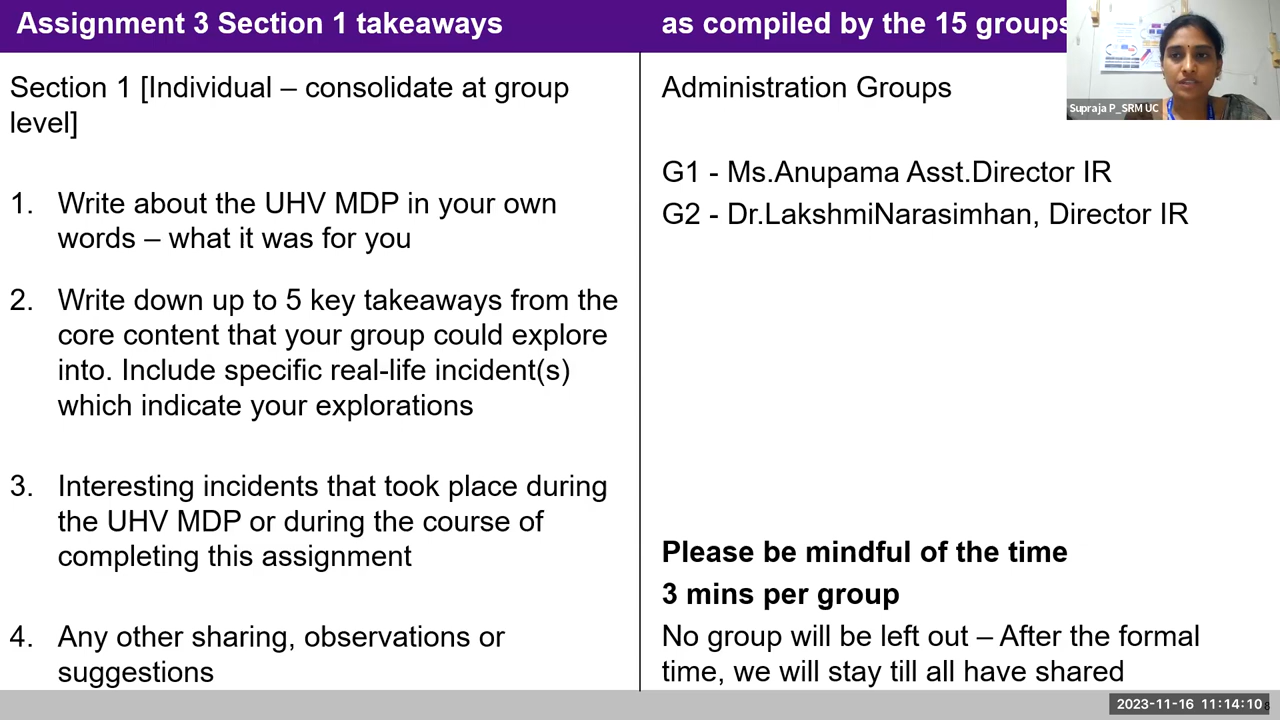 Assignment 3 Section 1 takeaways
as compiled by the 15 groups
Section 1 [Individual – consolidate at group
level]
1. Write about the UHV MDP in your own
words – what it was for you
2. Write down up to 5 key takeaways from the
core content that your group could explore
into. Include specific real-life incident(s)
which indicate your explorations
3. Interesting incidents that took place during
the UHV MDP or during the course of
completing this assignment
4. Any other sharing, observations or
suggestions
Administration Groups
G1 - Ms.Anupama Asst.Director IR
G2 - Dr.LakshmiNarasimhan, Director IR
Please be mindful of the time
3 mins per group
No group will be left out – After the formal
time, we will stay till all have shared
Supraja P_SRM UC
2023-11-16 11:14:10
8